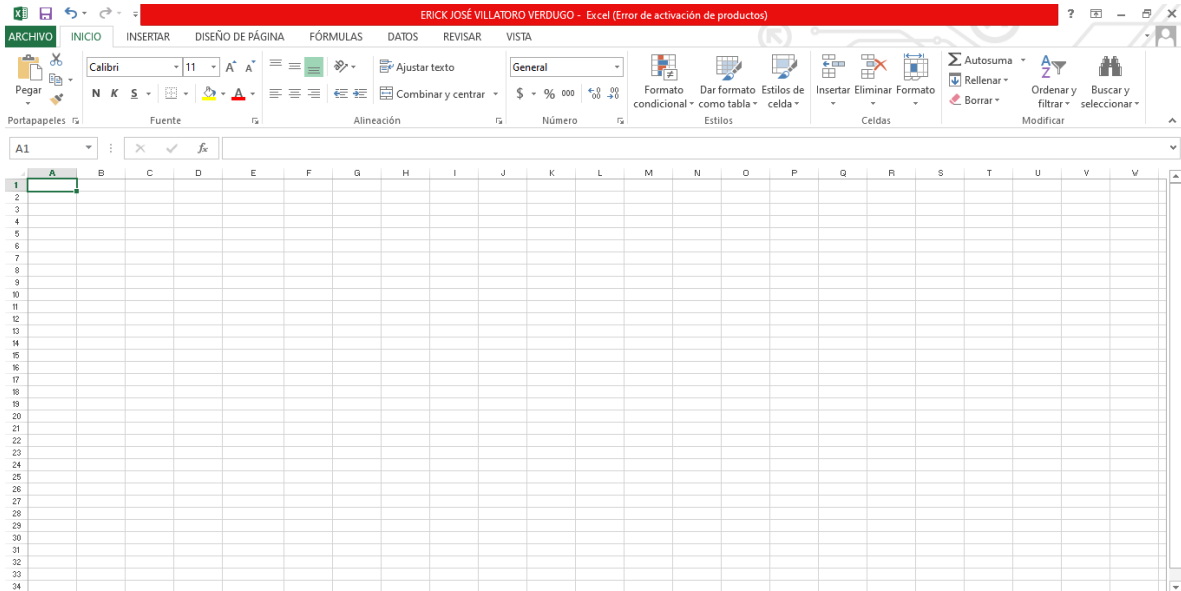 ERICK JOSÉ VILLATORO VERDUGO - Excel (Error de activación de productos)
ARCHIVO INICIO INSERTAR DISEÑO DE PÁGINA FÓRMULAS DATOS REVISAR VISTA
Pegar
Calibri 11
N K S
Ajustar texto
Combinar y centrar
General
$ % 000
Formato condicional
Dar formato como tabla
Estilos de celda
Insertar Eliminar Formato
Autosuma
Rellenar
Borrar
Ordenar y filtrar
Buscar y seleccionar
Portapapeles Fuente Alineación Número Estilos Celdas Modificar
A1 fx
A B C D E F G H I J K L M N O P Q R S T U V W
1
2
3
4
5
6
7
8
9
10
11
12
13
14
15
16
17
18
19
20
21
22
23
24
25
26
27
28
29
30
31
32
33
34